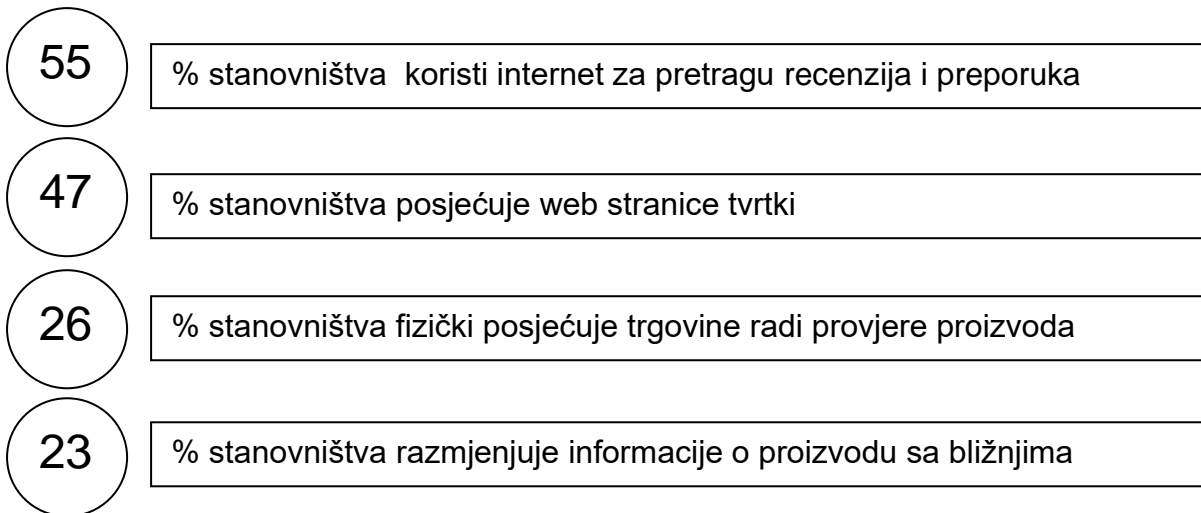 55
% stanovništva  koristi internet za pretragu recenzija i preporuka
47
% stanovništva posjećuje web stranice tvrtki
26
% stanovništva fizički posjećuje trgovine radi provjere proizvoda
23
% stanovništva razmjenjuje informacije o proizvodu sa bližnjima